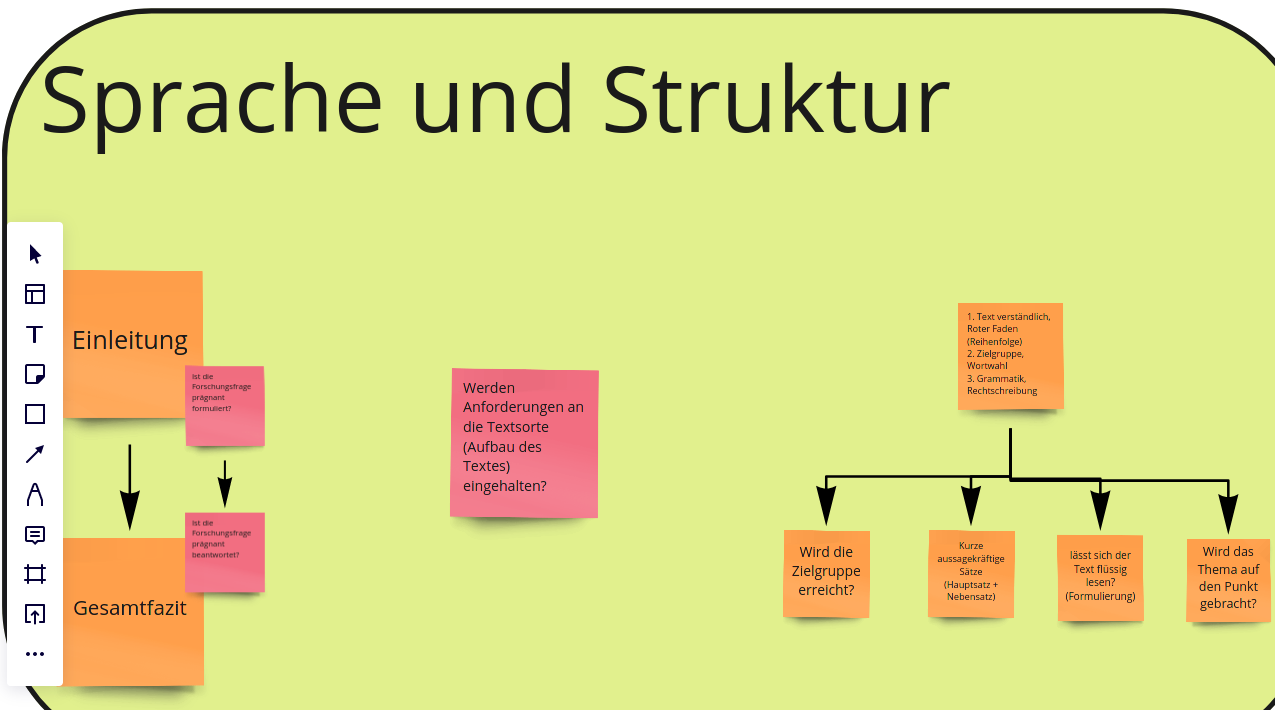 Sprache und Struktur
Einleitung
Ist die
Forschungsfrage
prägnant
formuliert?
Ist die
Forschungsfrage
prägnant
beantwortet?
Gesamtfazit
Werden
Anforderungen an
die Textsorte
(Aufbau des
Textes)
eingehalten?
1. Text verständlich,
Roter Faden
(Reihenfolge)
2. Zielgruppe,
Wortwahl
3. Grammatik,
Rechtschreibung
Wird die
Zielgruppe
erreicht?
Kurze
aussagekräftige
Sätze
(Hauptsatz +
Nebensatz)
lässt sich der
Text flüssig
lesen?
(Formulierung)
Wird das
Thema auf
den Punkt
gebracht?